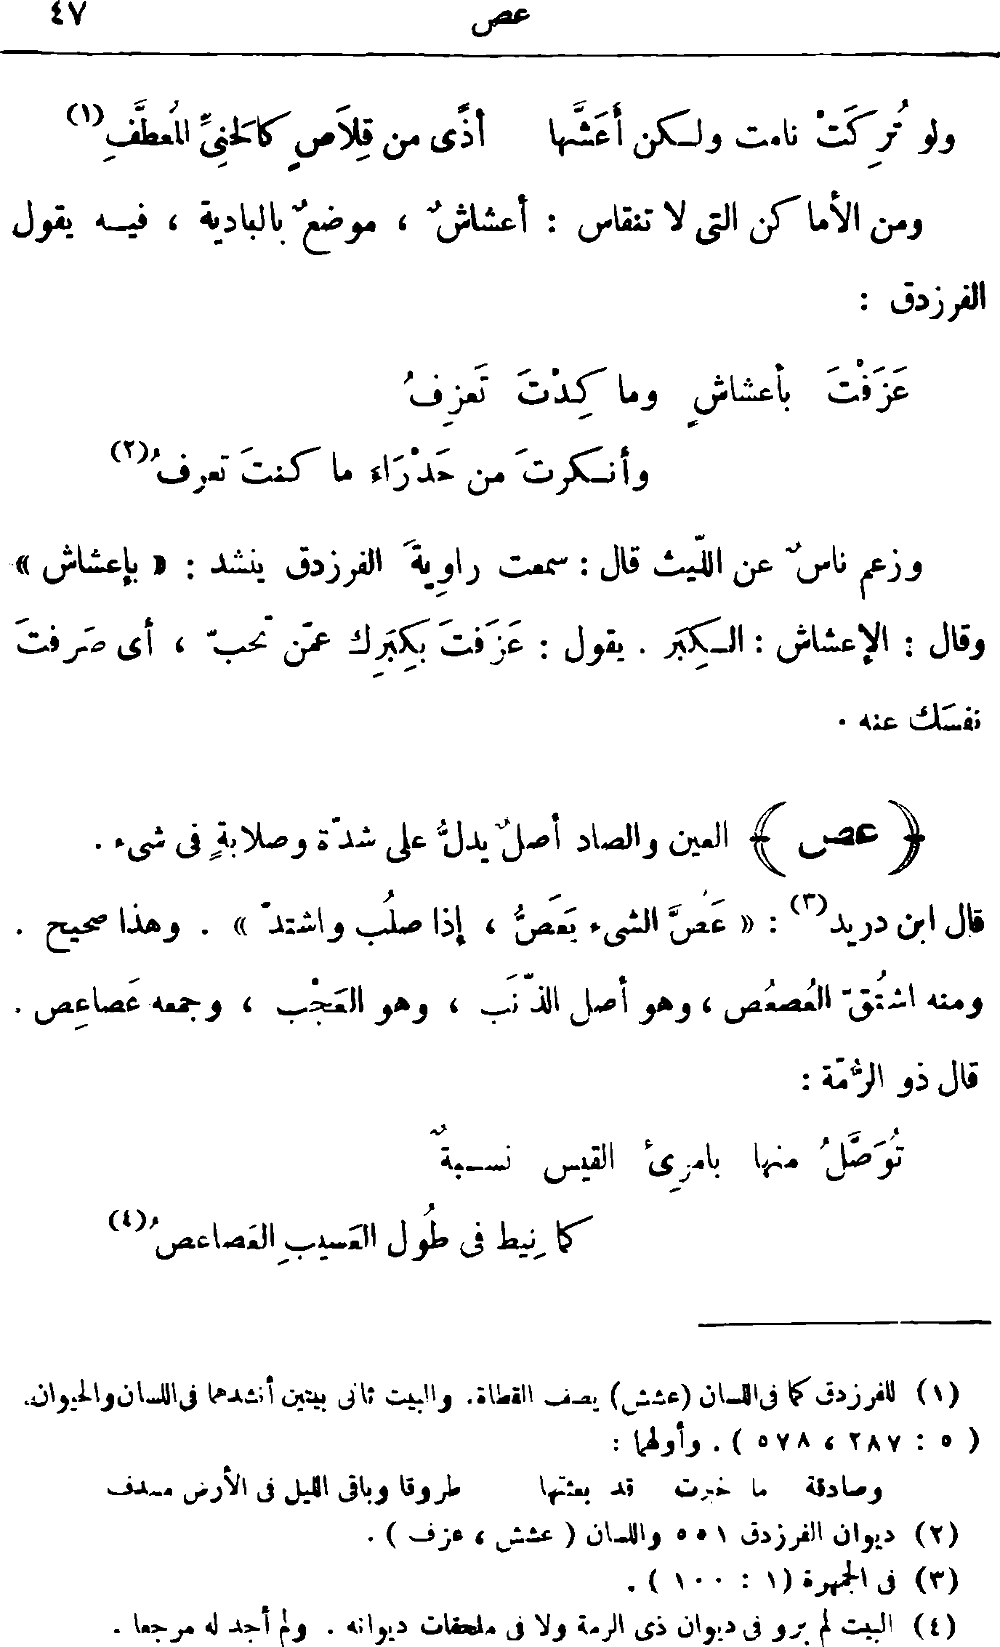 عص ٤٧
ولو تُرِكَتْ نامت ولكن أَعَشَّها أذًى من قِلاَصٍ كالحَنِيِّ المُعطَّفِ(١)
ومن الأماكن التى لا تنقاس : أعشاشٌ ، موضعٌ بالبادية ، فيه يقول
الفرزدق :
عَزَفْتَ بأعشاشٍ وما كِدْتَ تَعزِفُ
وأنكرتَ من حَدْرَاءَ ما كنتَ تعرِفُ(٢)
وزعم ناسٌ عن اللّيث قال : سمعت راوِيةَ الفرزدق ينشد : « بإعشاش »
وقال : الإعشاش : الكِبَر . يقول : عَزَفتَ بكِبَرِك عمّن تحبّ ، أى صَرفتَ
نفسَك عنه .
﴿ عص ﴾ العين والصاد أصلٌ يدلُّ على شدّة وصلابةٍ فى شىء .
قال ابن دريد(٣) : « عَصَّ الشىء يَعَصُّ ، إذا صلُب واشتدّ » . وهذا صحيح .
ومنه اشتُقّ العُصعُص ، وهو أصل الذّنَب ، وهو العَجْب ، وجمعه عَصاعِص .
قال ذو الرُّمّة :
تُوَصَّلُ منها بامرِئ القيس نسبةٌ
كما نِيط فى طُول العَسيبِ العَصاعصُ(٤)
(١) للفرزدق كما فى اللسان (عشش) يصف القطاة . والبيت ثانى بيتين أنشدهما فى اللسان والحيوان .
( ٥ : ٢٨٧ ، ٥٧٨ ) . وأولهما :
وصادقة ما خبرت قد بعثتها طروقا وباقى الليل فى الأرض مسدف
(٢) ديوان الفرزدق ٥٥١ واللسان ( عشش ، عزف ) .
(٣) فى الجمهرة (١ : ١٠٠ ) .
(٤) البيت لم يرو فى ديوان ذى الرمة ولا فى ملحقات ديوانه . ولم أجد له مرجعا .